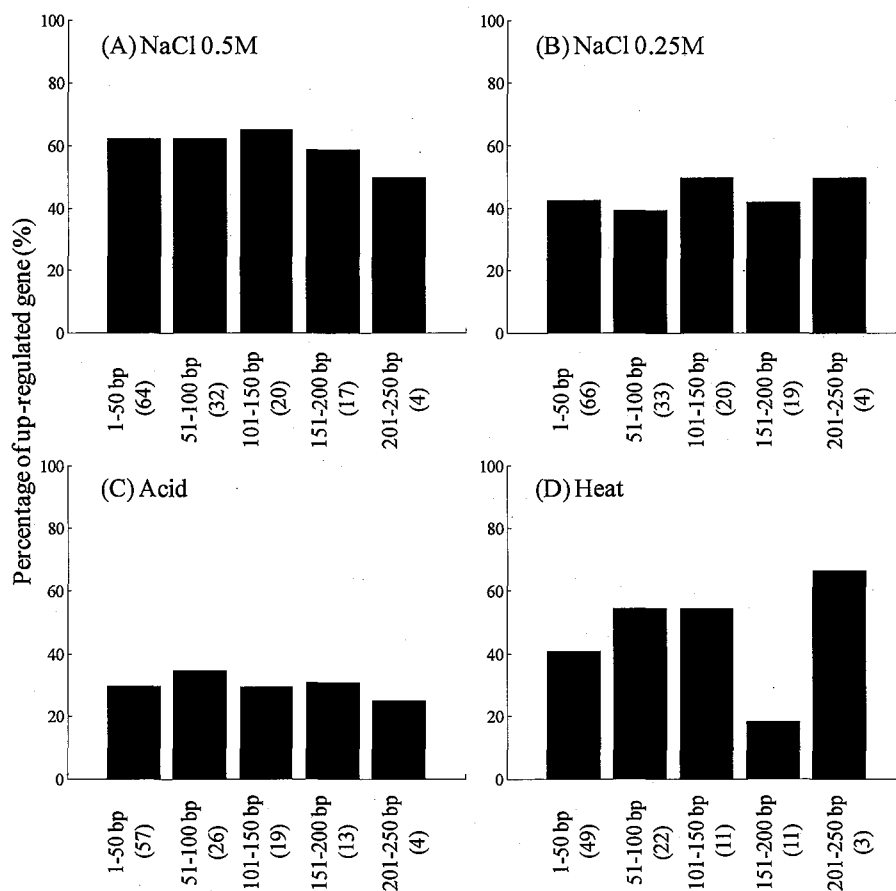 Percentage of up-regulated gene (%)
(A) NaCl 0.5M
100
80
60
40
20
0
1-50 bp
(64)
51-100 bp
(32)
101-150 bp
(20)
151-200 bp
(17)
201-250 bp
(4)
(B) NaCl 0.25M
100
80
60
40
20
0
1-50 bp
(66)
51-100 bp
(33)
101-150 bp
(20)
151-200 bp
(19)
201-250 bp
(4)
(C) Acid
100
80
60
40
20
0
1-50 bp
(57)
51-100 bp
(26)
101-150 bp
(19)
151-200 bp
(13)
201-250 bp
(4)
(D) Heat
100
80
60
40
20
0
1-50 bp
(49)
51-100 bp
(22)
101-150 bp
(11)
151-200 bp
(11)
201-250 bp
(3)